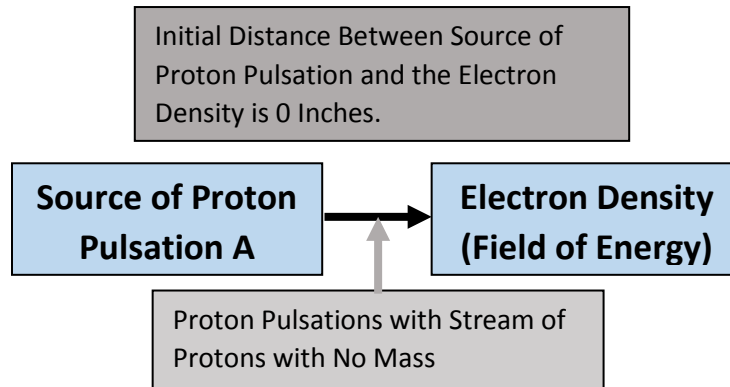 Initial Distance Between Source of
Proton Pulsation and the Electron
Density is 0 Inches.
Source of Proton
Pulsation A
Electron Density
(Field of Energy)
Proton Pulsations with Stream of
Protons with No Mass